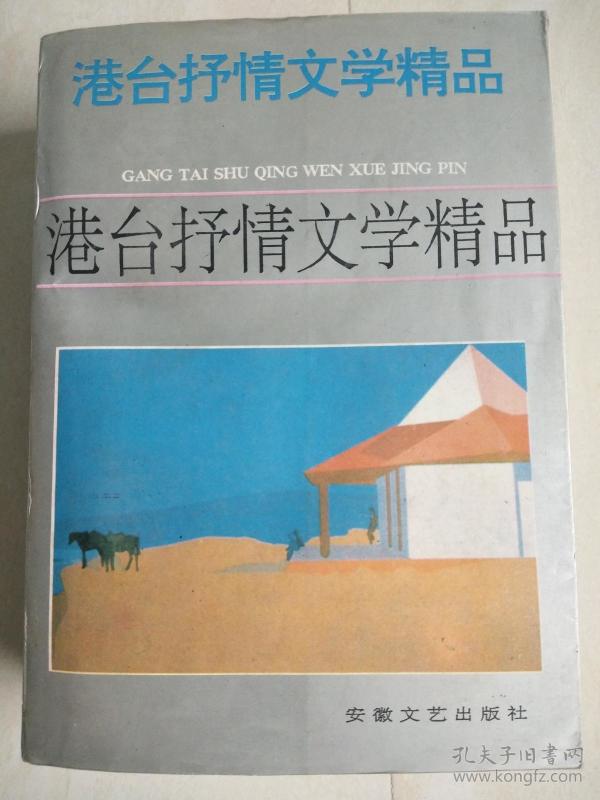 港台抒情文学精品
GANG TAI SHU QING WEN XUE JING PIN
港台抒情文学精品
安徽文艺出版社
孔夫子旧书网
www.kongfz.com